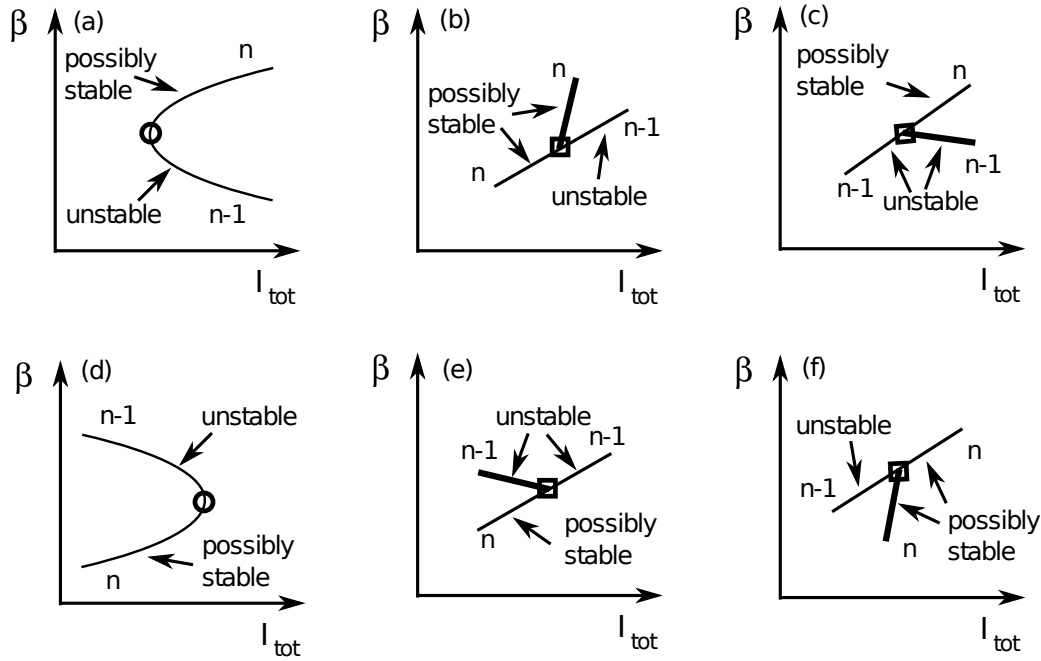 β (a)
n
possibly
stable
unstable
n-1
I tot
β (b)
n
possibly
stable
n-1
n
unstable
I tot
β (c)
possibly
stable
n
n-1
n-1
unstable
I tot
β (d)
n-1
unstable
possibly
stable
n
I tot
β (e)
unstable
n-1
n-1
possibly
stable
n
I tot
β (f)
unstable
n
n-1
possibly
stable
n
I tot